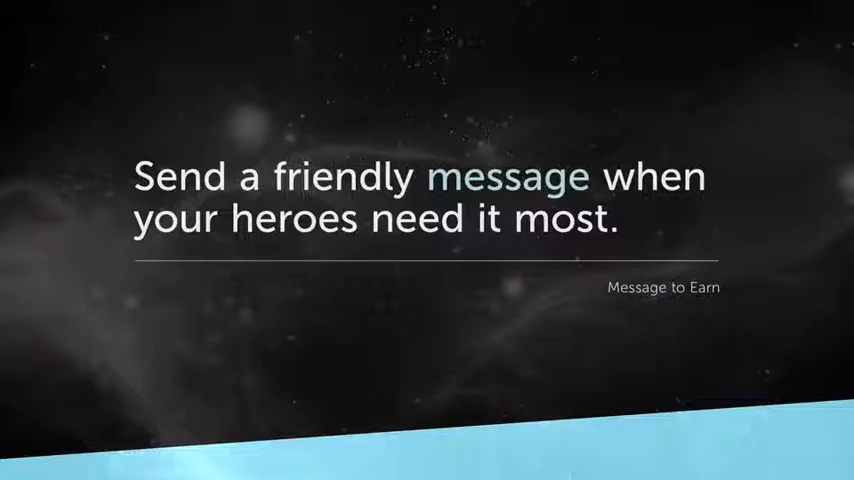 Send a friendly message when
your heroes need it most.
Message to Earn